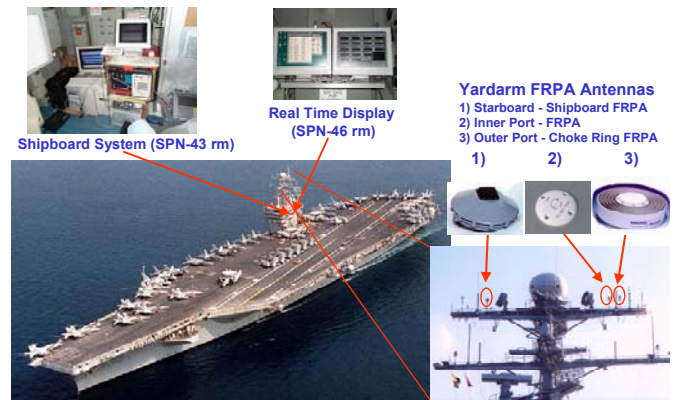 Shipboard System (SPN-43 rm)
Real Time Display
(SPN-46 rm)
Yardarm FRPA Antennas
1) Starboard - Shipboard FRPA
2) Inner Port - FRPA
3) Outer Port - Choke Ring FRPA
1) 2) 3)